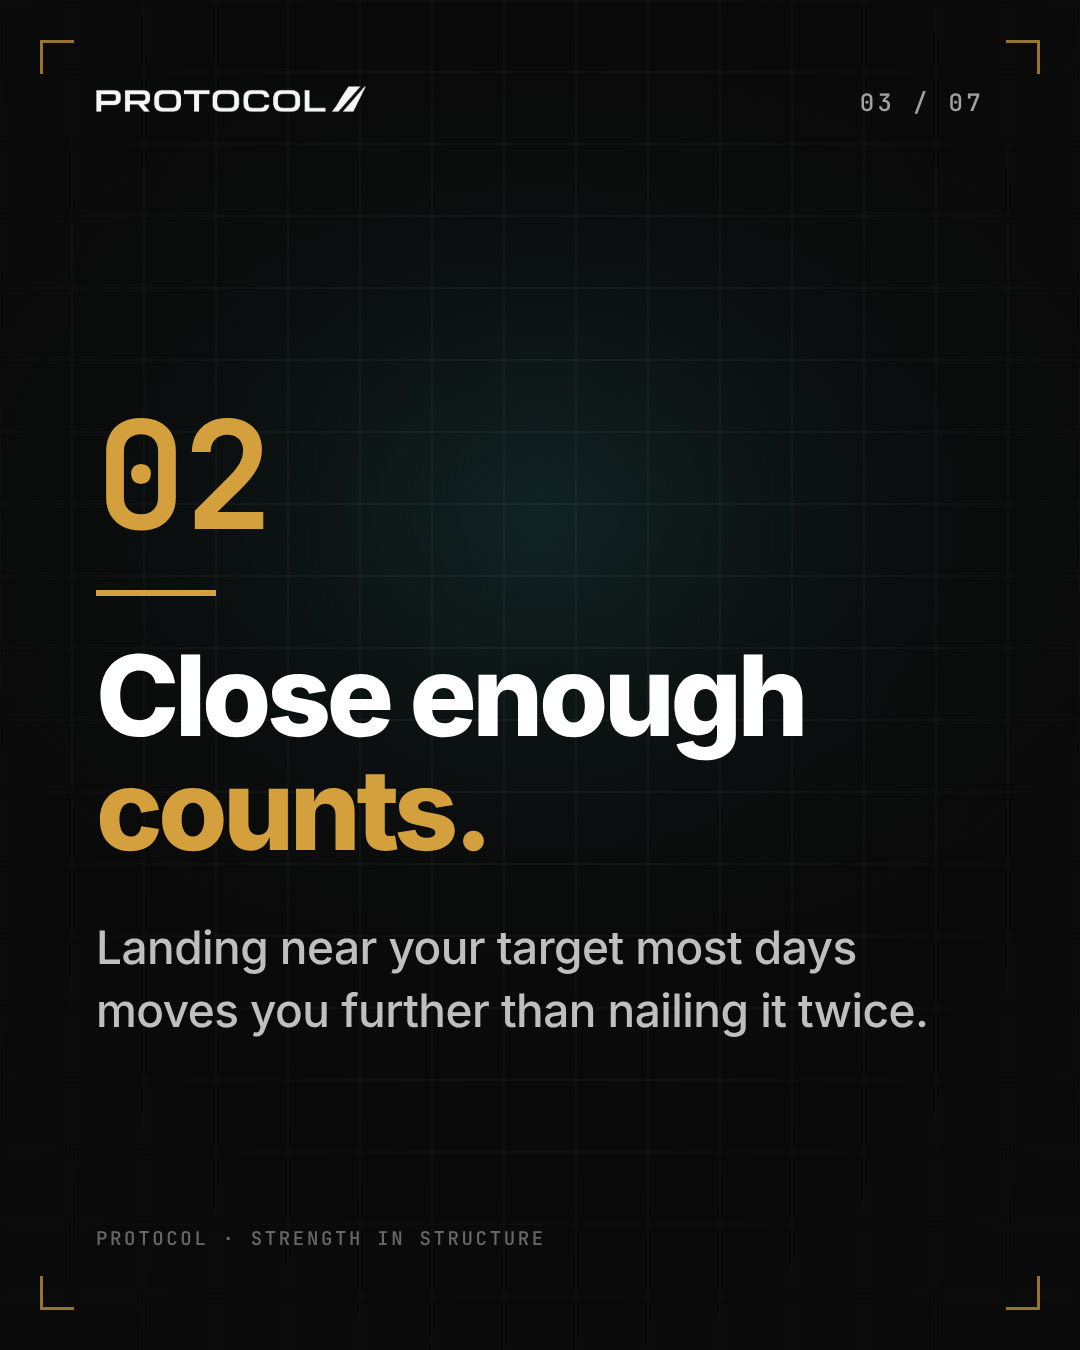 PROTOCOL
03 / 07
02
Close enough
counts.
Landing near your target most days
moves you further than nailing it twice.
PROTOCOL · STRENGTH IN STRUCTURE